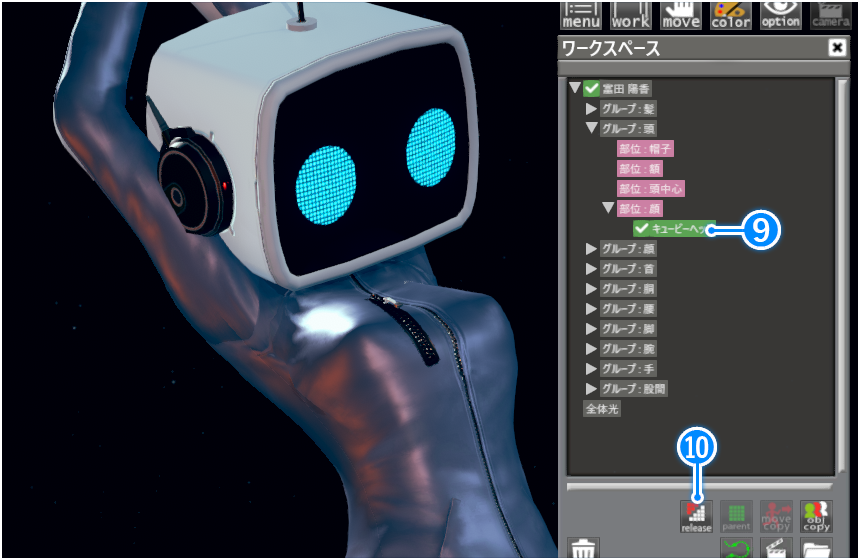 menu work move color option camera
ワークスペース
富田 陽香
グループ : 髪
グループ : 頭
部位 : 帽子
部位 : 額
部位 : 頭中心
部位 : 顔
キュービーヘッ
9
グループ : 顔
グループ : 首
グループ : 胴
グループ : 腰
グループ : 脚
グループ : 腕
グループ : 手
グループ : 股間
全体光
10
release parent move copy obj copy